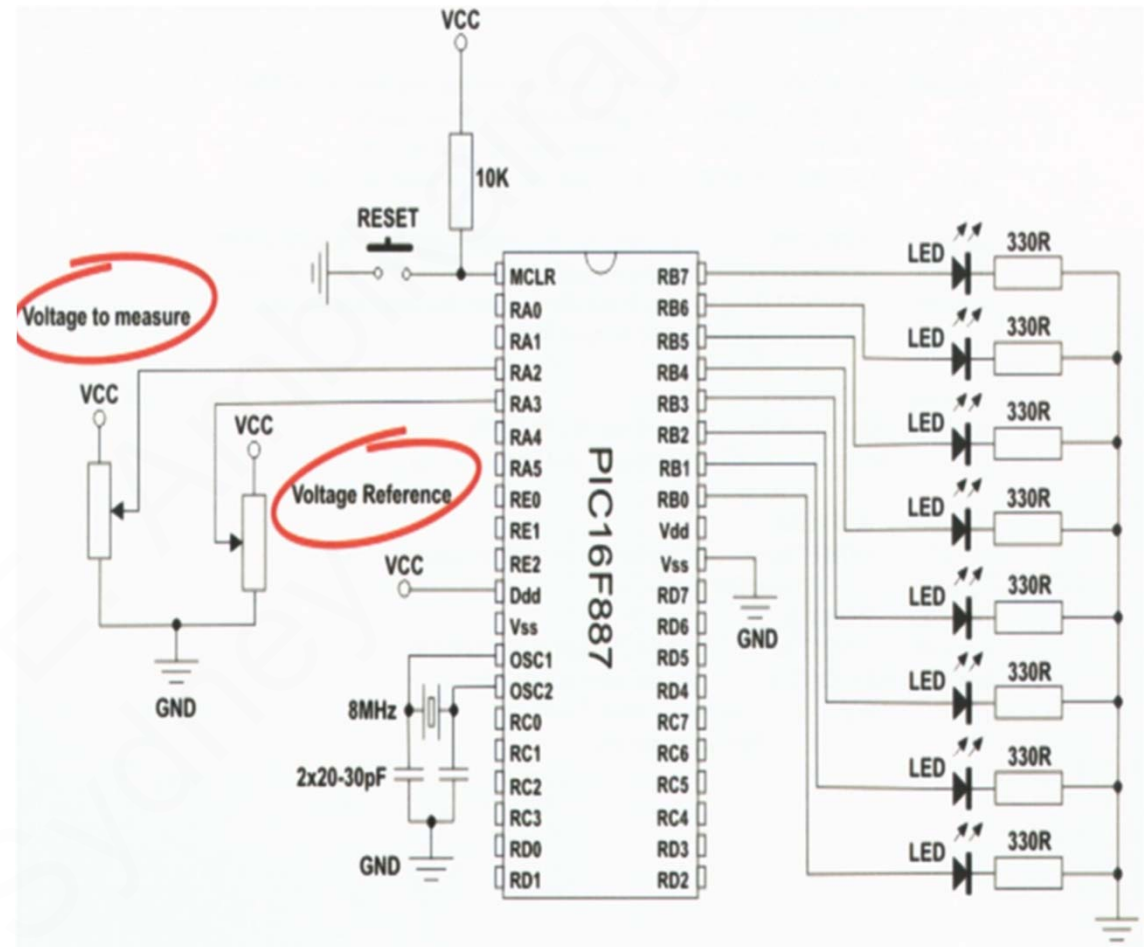 VCC
10K
RESET
Voltage to measure
VCC
VCC
Voltage Reference
VCC
GND
8MHz
2x20-30pF
GND
MCLR
RA0
RA1
RA2
RA3
RA4
RA5
RE0
RE1
RE2
Ddd
Vss
OSC1
OSC2
RC0
RC1
RC2
RC3
RD0
RD1
PIC16F887
RB7
RB6
RB5
RB4
RB3
RB2
RB1
RB0
Vdd
Vss
RD7
RD6
RD5
RD4
RC7
RC6
RC5
RC4
RD3
RD2
GND
LED 330R
LED 330R
LED 330R
LED 330R
LED 330R
LED 330R
LED 330R
LED 330R